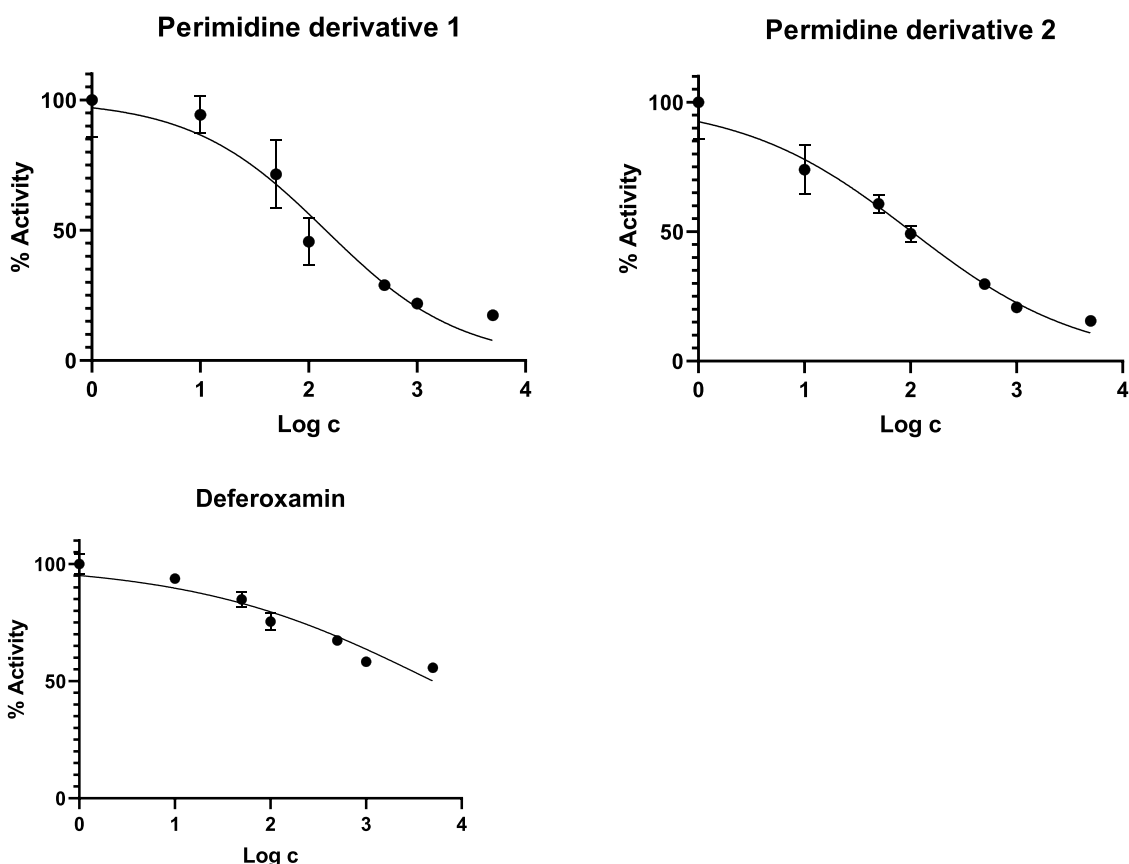 Perimidine derivative 1
100
50
0
% Activity
0 1 2 3 4
Log c
Permidine derivative 2
100
50
0
% Activity
0 1 2 3 4
Log c
Deferoxamin
100
50
0
% Activity
0 1 2 3 4
Log c